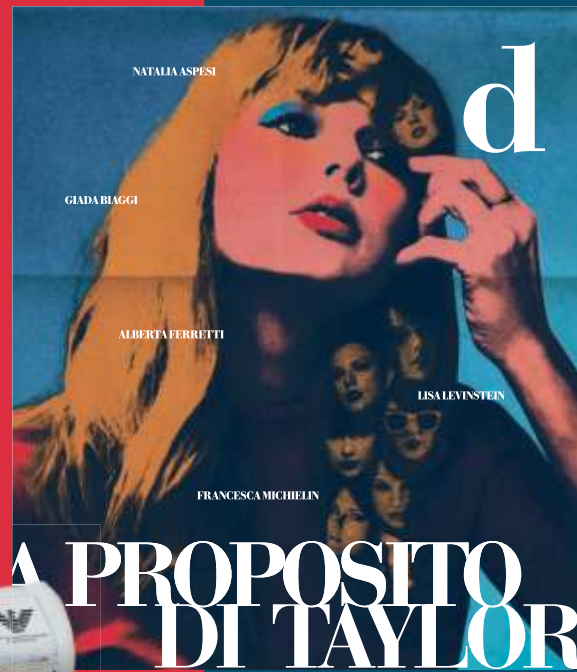 NATALIA ASPESI
d
GIADA BIAGGI
ALBERTA FERRETTI
LISA LEVINSTEIN
FRANCESCA MICHIELIN
A PROPOSITO
DI TAYLOR